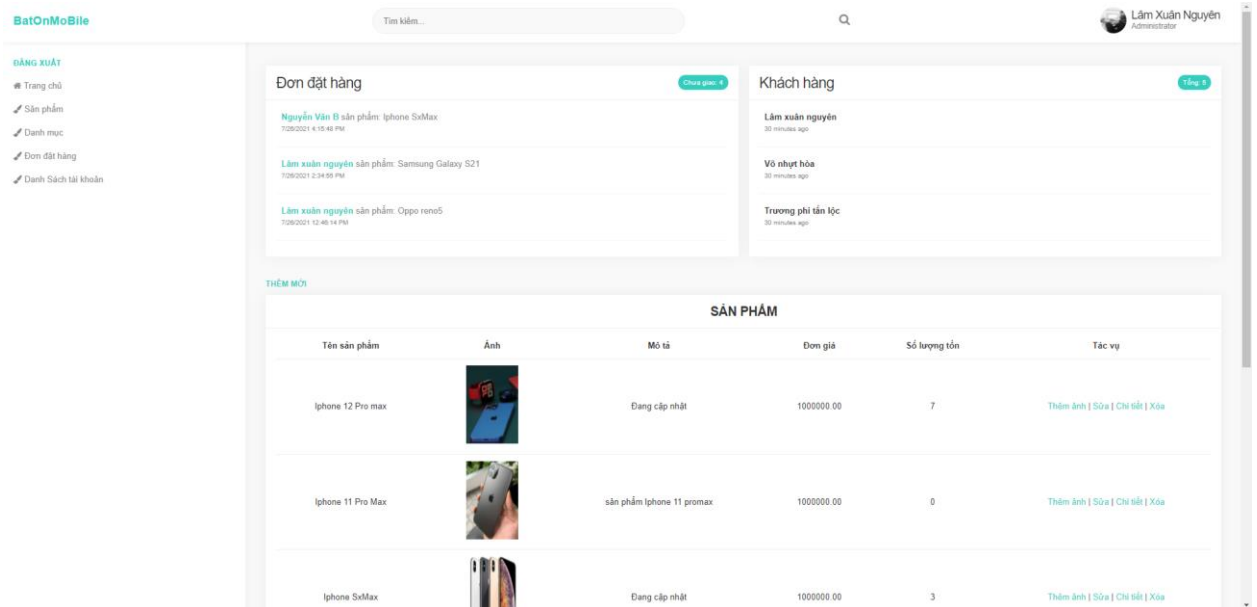 BatOnMoBile
Tìm kiếm...
Lâm Xuân Nguyên
Administrator
ĐĂNG XUẤT
Trang chủ
Sản phẩm
Danh mục
Đơn đặt hàng
Danh Sách tài khoản
Đơn đặt hàng
Chưa giao: 4
Nguyễn Văn B sản phẩm: Iphone SxMax
7/26/2021 4:15:48 PM
Lâm xuân nguyên sản phẩm: Samsung Galaxy S21
7/26/2021 2:34:56 PM
Lâm xuân nguyên sản phẩm: Oppo reno5
7/26/2021 12:46:14 PM
Khách hàng
Tổng: 5
Lâm xuân nguyên
30 minutes ago
Võ nhựt hòa
30 minutes ago
Trương phi tấn lộc
30 minutes ago
THÊM MỚI
SẢN PHẨM
Tên sản phẩm Ảnh Mô tả Đơn giá Số lượng tồn Tác vụ
Iphone 12 Pro max Đang cập nhật 1000000.00 7 Thêm ảnh | Sửa | Chi tiết | Xóa
Iphone 11 Pro Max sản phẩm Iphone 11 promax 1000000.00 0 Thêm ảnh | Sửa | Chi tiết | Xóa
Iphone SxMax Đang cập nhật 1000000.00 3 Thêm ảnh | Sửa | Chi tiết | Xóa